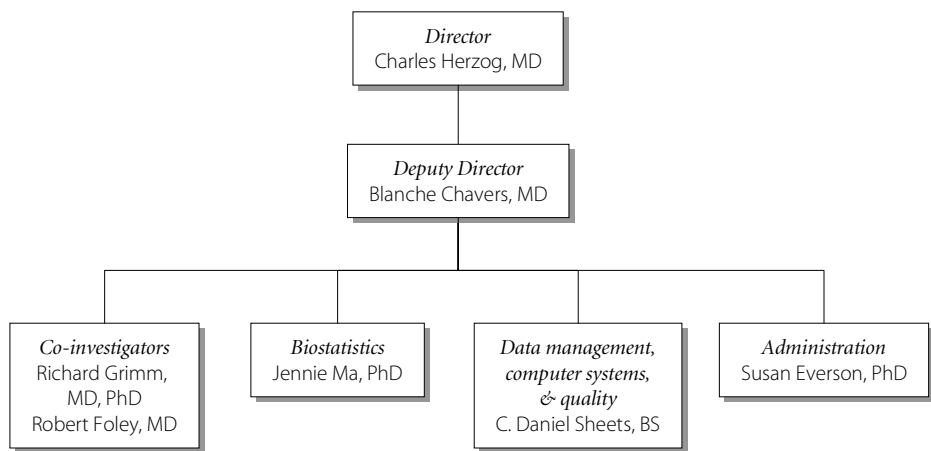 Director
Charles Herzog, MD
Deputy Director
Blanche Chavers, MD
Co-investigators
Richard Grimm,
MD, PhD
Robert Foley, MD
Biostatistics
Jennie Ma, PhD
Data management,
computer systems,
& quality
C. Daniel Sheets, BS
Administration
Susan Everson, PhD